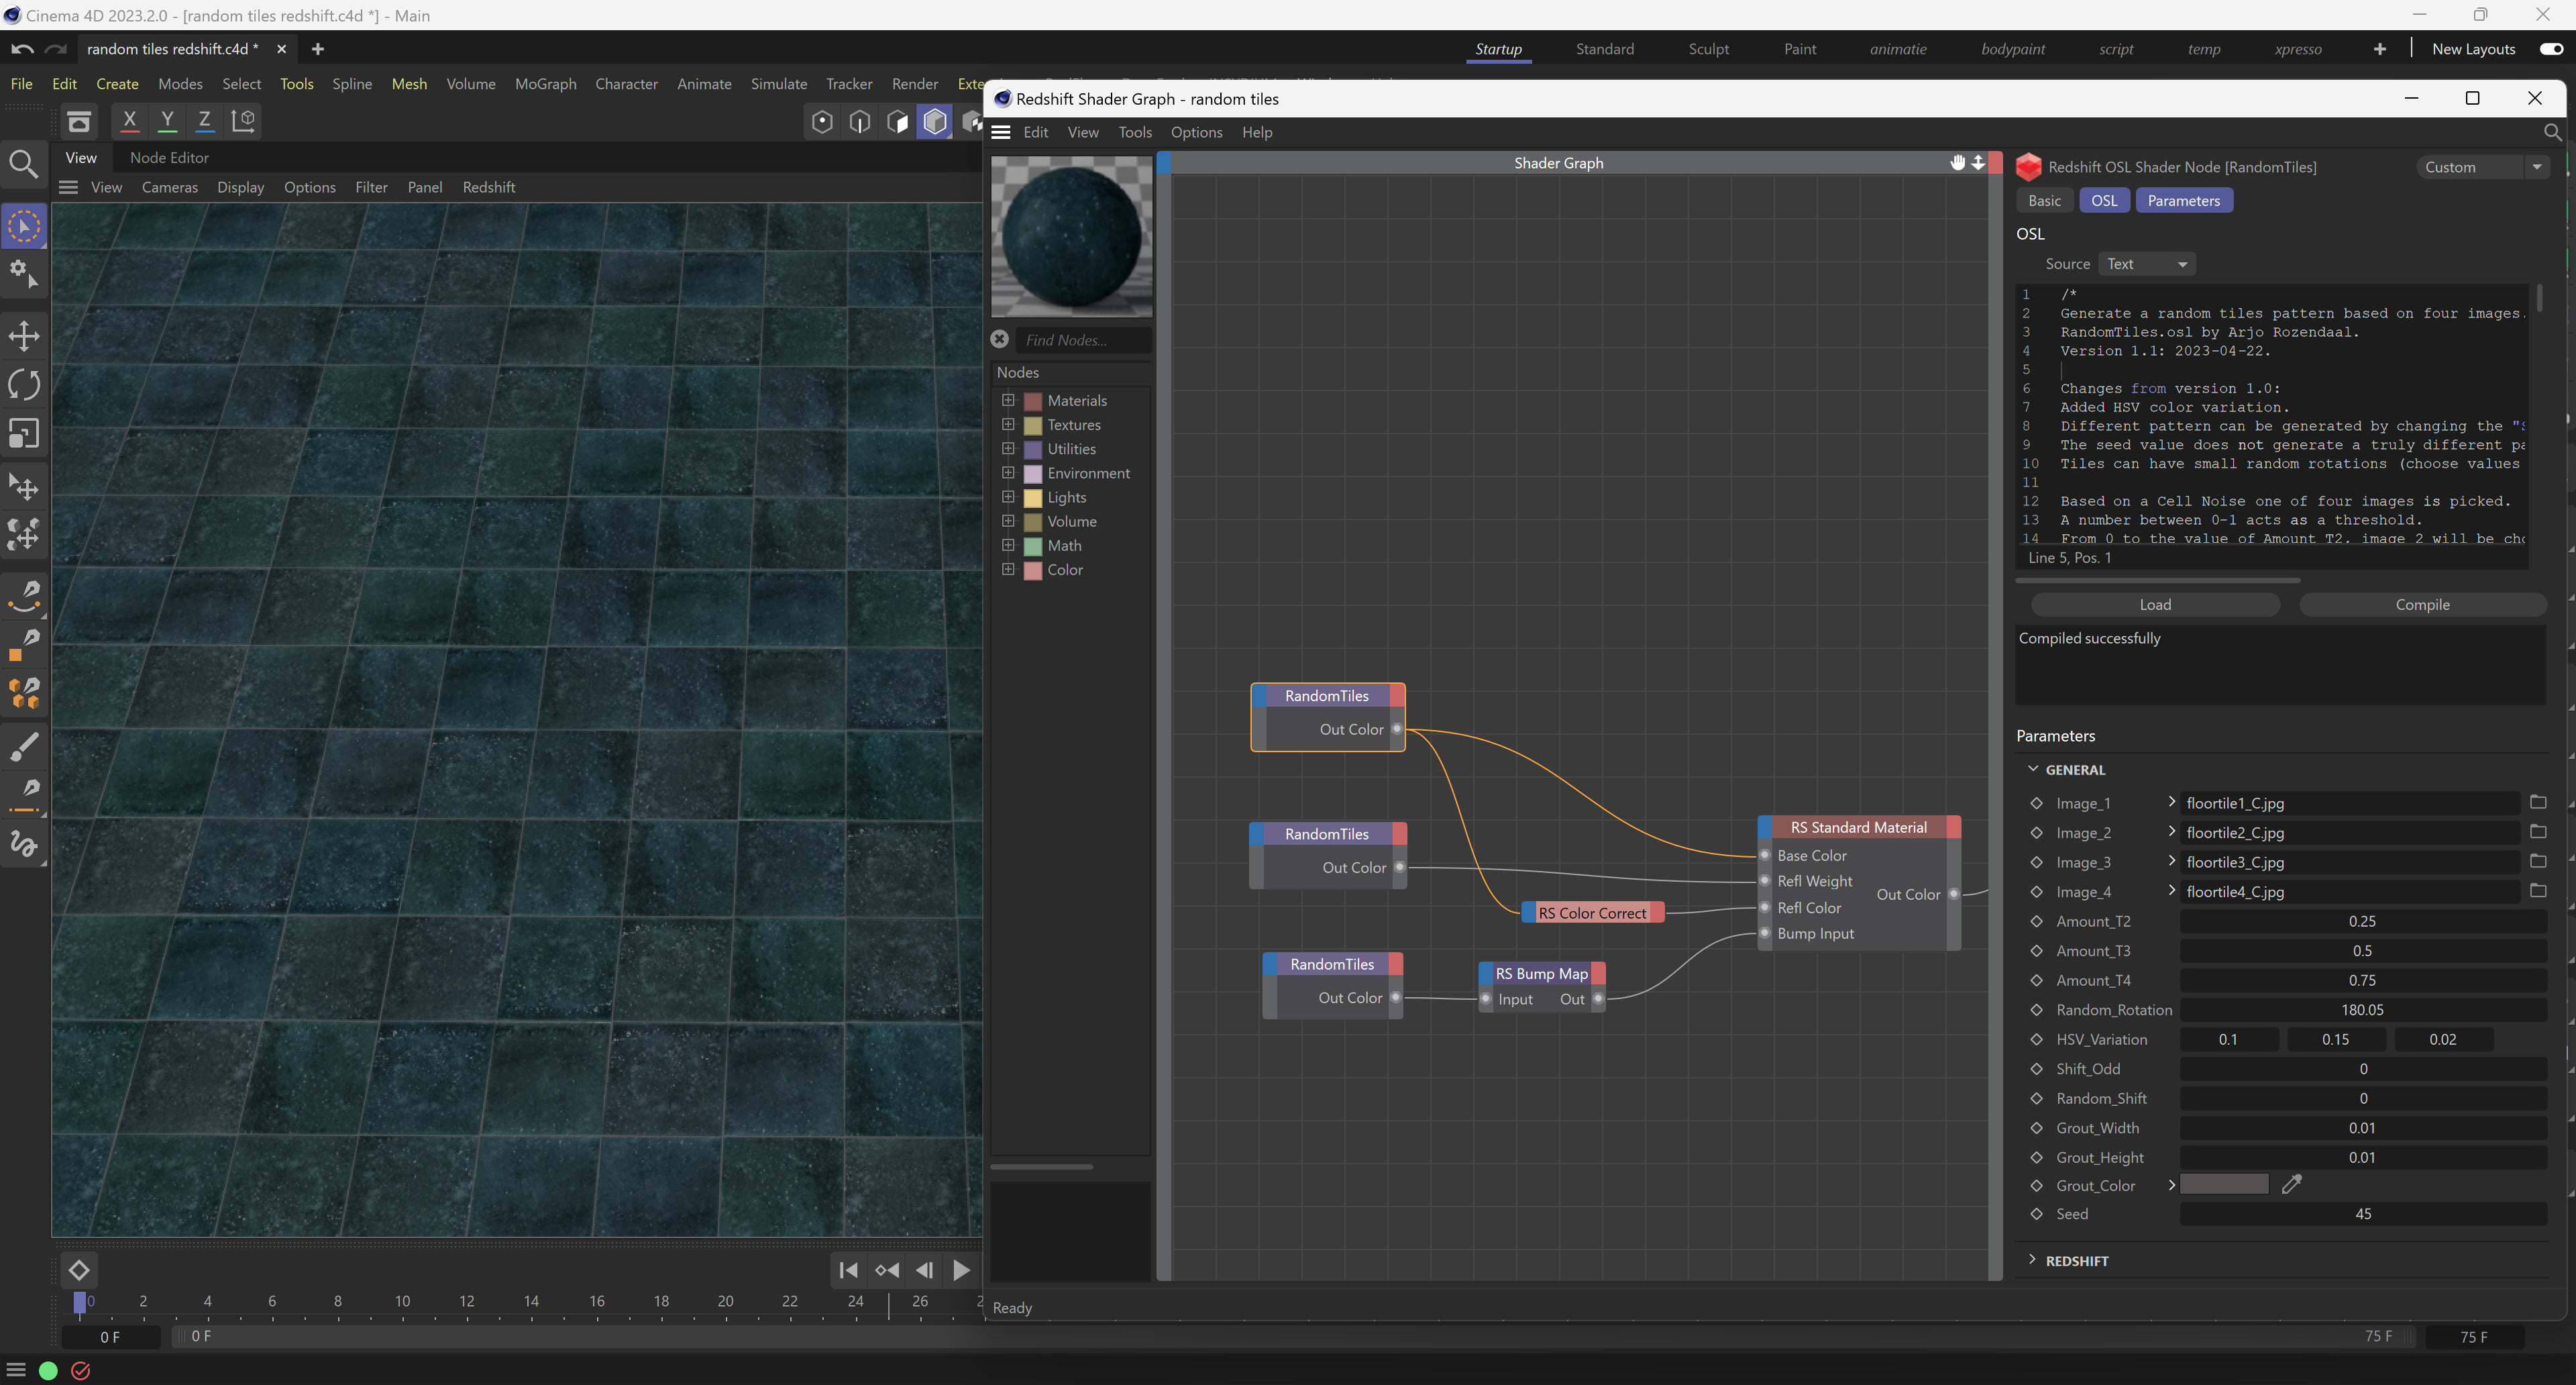 Cinema 4D 2023.2.0 - [random tiles redshift.c4d *] - Main
random tiles redshift.c4d *
Startup Standard Sculpt Paint animatie bodypaint script temp xpresso New Layouts
File Edit Create Modes Select Tools Spline Mesh Volume MoGraph Character Animate Simulate Tracker Render Exte
X Y Z
View Node Editor
View Cameras Display Options Filter Panel Redshift
Redshift Shader Graph - random tiles
Edit View Tools Options Help
Find Nodes...
Nodes
Materials
Textures
Utilities
Environment
Lights
Volume
Math
Color
Shader Graph
RandomTiles
Out Color
RandomTiles
Out Color
RS Standard Material
Base Color
Refl Weight
Out Color
Refl Color
Bump Input
RS Color Correct
RandomTiles
Out Color
RS Bump Map
Input Out
Redshift OSL Shader Node [RandomTiles]
Custom
Basic OSL Parameters
OSL
Source Text
1 /*
2 Generate a random tiles pattern based on four images.
3 RandomTiles.osl by Arjo Rozendaal.
4 Version 1.1: 2023-04-22.
5
6 Changes from version 1.0:
7 Added HSV color variation.
8 Different pattern can be generated by changing the "S
9 The seed value does not generate a truly different pa
10 Tiles can have small random rotations (choose values
11
12 Based on a Cell Noise one of four images is picked.
13 A number between 0-1 acts as a threshold.
14 From 0 to the value of Amount T2, image 2 will be cho
Line 5, Pos. 1
Load Compile
Compiled successfully
Parameters
GENERAL
Image_1 floortile1_C.jpg
Image_2 floortile2_C.jpg
Image_3 floortile3_C.jpg
Image_4 floortile4_C.jpg
Amount_T2 0.25
Amount_T3 0.5
Amount_T4 0.75
Random_Rotation 180.05
HSV_Variation 0.1 0.15 0.02
Shift_Odd 0
Random_Shift 0
Grout_Width 0.01
Grout_Height 0.01
Grout_Color
Seed 45
REDSHIFT
Ready
0 2 4 6 8 10 12 14 16 18 20 22 24 26 2
0 F 0 F 75 F 75 F